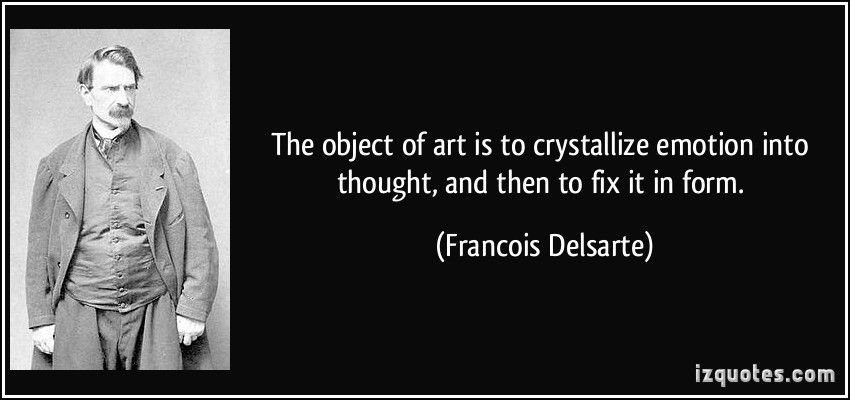 The object of art is to crystallize emotion into
thought, and then to fix it in form.
(Francois Delsarte)
izquotes.com